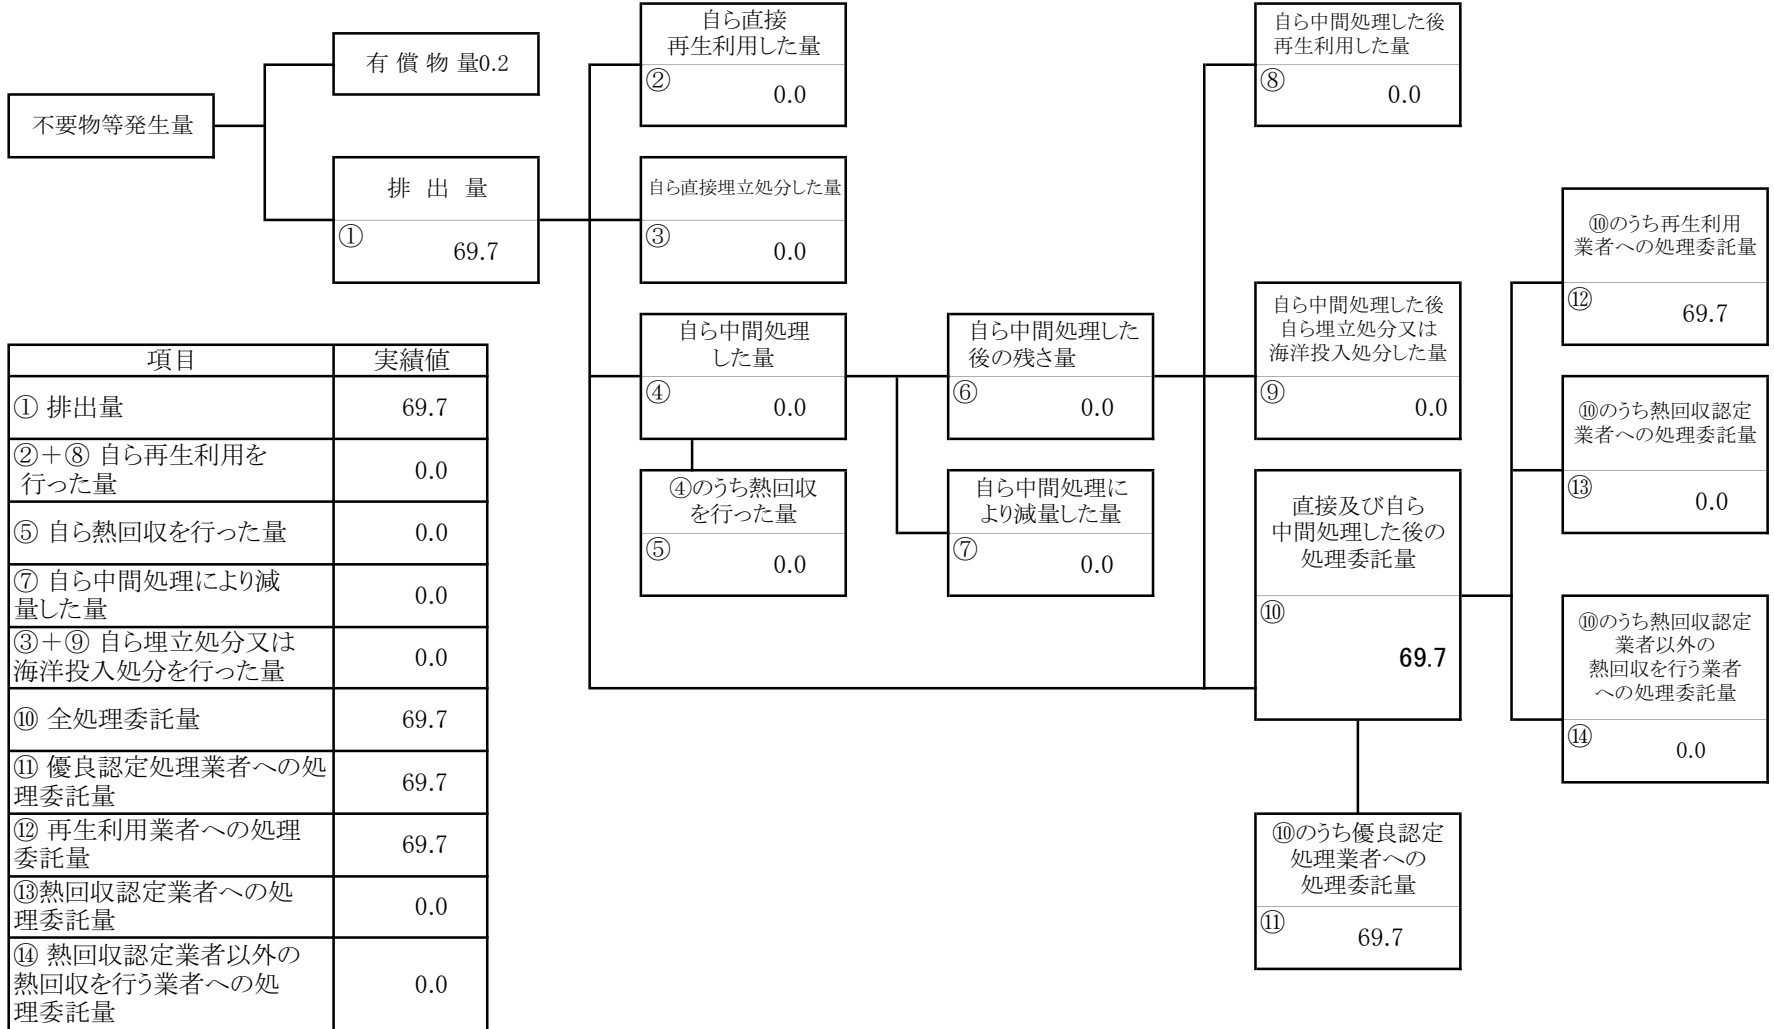 不要物等発生量
有 償 物 量0.2
排 出 量
①
69.7
自ら直接
再生利用した量
②
0.0
自ら直接埋立処分した量
③
0.0
自ら中間処理
した量
④
0.0
④のうち熱回収
を行った量
⑤
0.0
自ら中間処理した
後の残さ量
⑥
0.0
自ら中間処理に
より減量した量
⑦
0.0
自ら中間処理した後
再生利用した量
⑧
0.0
自ら中間処理した後
自ら埋立処分又は
海洋投入処分した量
⑨
0.0
直接及び自ら
中間処理した後の
処理委託量
⑩
69.7
⑩のうち優良認定
処理業者への
処理委託量
⑪
69.7
⑩のうち再生利用
業者への処理委託量
⑫
69.7
⑩のうち熱回収認定
業者への処理委託量
⑬
0.0
⑩のうち熱回収認定
業者以外の
熱回収を行う業者
への処理委託量
⑭
0.0
項目 実績値
① 排出量 69.7
②＋⑧ 自ら再生利用を
行った量 0.0
⑤ 自ら熱回収を行った量 0.0
⑦ 自ら中間処理により減
量した量 0.0
③＋⑨ 自ら埋立処分又は
海洋投入処分を行った量 0.0
⑩ 全処理委託量 69.7
⑪ 優良認定処理業者への処
理委託量 69.7
⑫ 再生利用業者への処理
委託量 69.7
⑬熱回収認定業者への処
理委託量 0.0
⑭ 熱回収認定業者以外の
熱回収を行う業者への処
理委託量 0.0